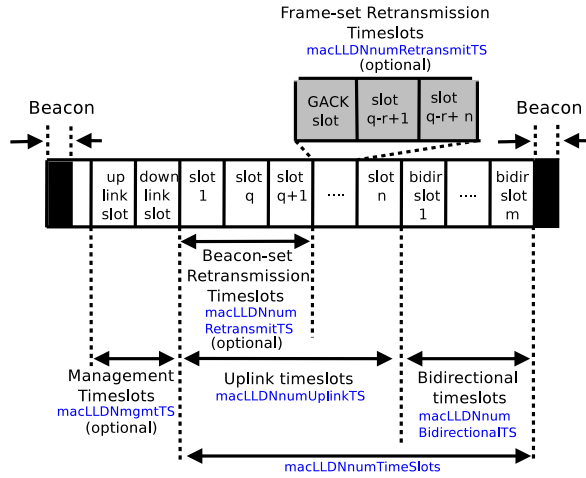 Frame-set Retransmission
Timeslots
macLLDNnumRetransmitTS
(optional)
GACK
slot
slot
q-r+1
slot
q-r+ n
Beacon
Beacon
up
link
slot
down
link
slot
slot
1
slot
q
slot
q+1
....
slot
n
bidir
slot
1
....
bidir
slot
m
Beacon-set
Retransmission
Timeslots
macLLDNnum
RetransmitTS
(optional)
Management
Timeslots
macLLDNmgmtTS
(optional)
Uplink timeslots
macLLDNnumUplinkTS
Bidirectional
timeslots
macLLDNnum
BidirectionalTS
macLLDNnumTimeSlots